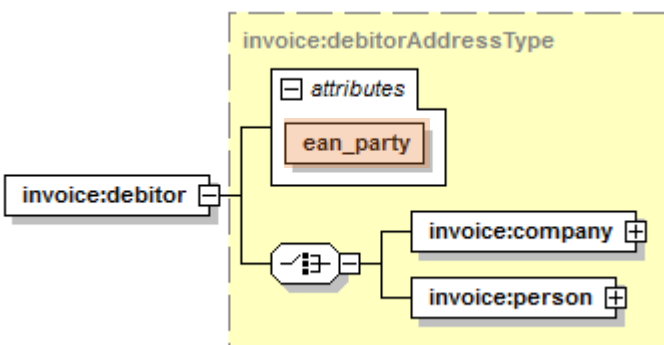 invoice:debitorAddressType
attributes
ean_party
invoice:debitor
invoice:company
invoice:person